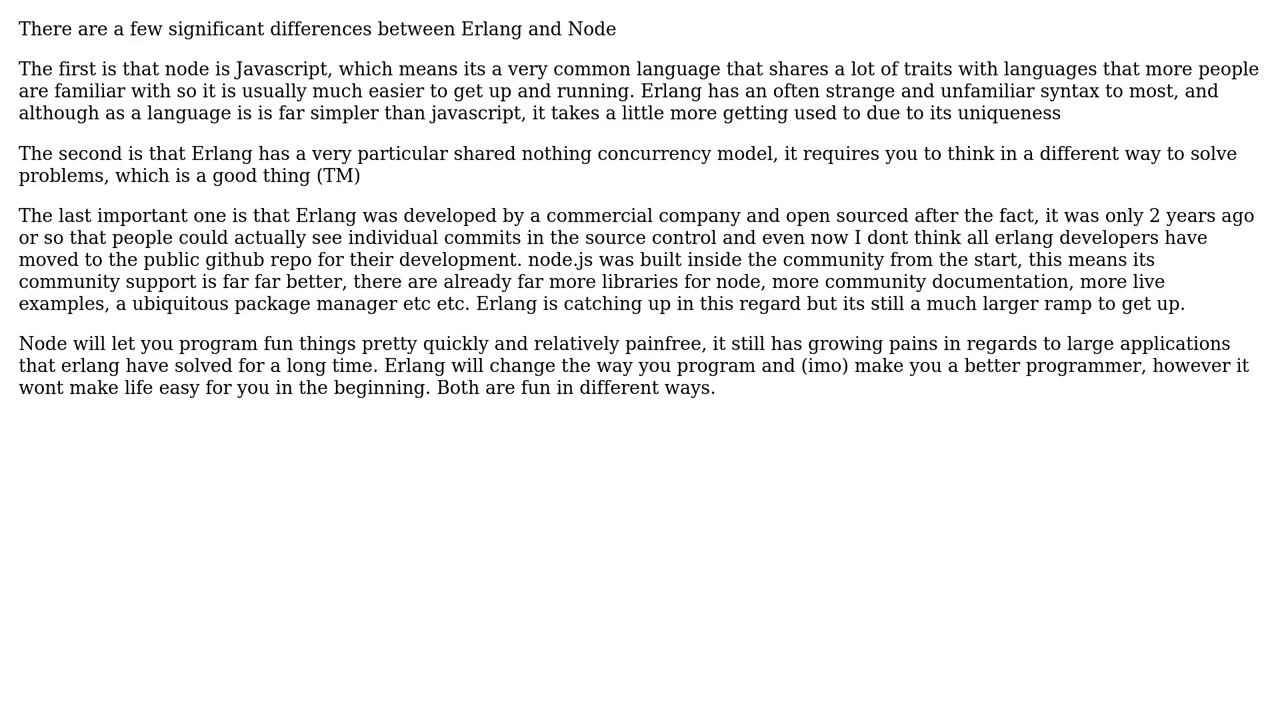 There are a few significant differences between Erlang and Node
The first is that node is Javascript, which means its a very common language that shares a lot of traits with languages that more people
are familiar with so it is usually much easier to get up and running. Erlang has an often strange and unfamiliar syntax to most, and
although as a language is is far simpler than javascript, it takes a little more getting used to due to its uniqueness
The second is that Erlang has a very particular shared nothing concurrency model, it requires you to think in a different way to solve
problems, which is a good thing (TM)
The last important one is that Erlang was developed by a commercial company and open sourced after the fact, it was only 2 years ago
or so that people could actually see individual commits in the source control and even now I dont think all erlang developers have
moved to the public github repo for their development. node.js was built inside the community from the start, this means its
community support is far far better, there are already far more libraries for node, more community documentation, more live
examples, a ubiquitous package manager etc etc. Erlang is catching up in this regard but its still a much larger ramp to get up.
Node will let you program fun things pretty quickly and relatively painfree, it still has growing pains in regards to large applications
that erlang have solved for a long time. Erlang will change the way you program and (imo) make you a better programmer, however it
wont make life easy for you in the beginning. Both are fun in different ways.